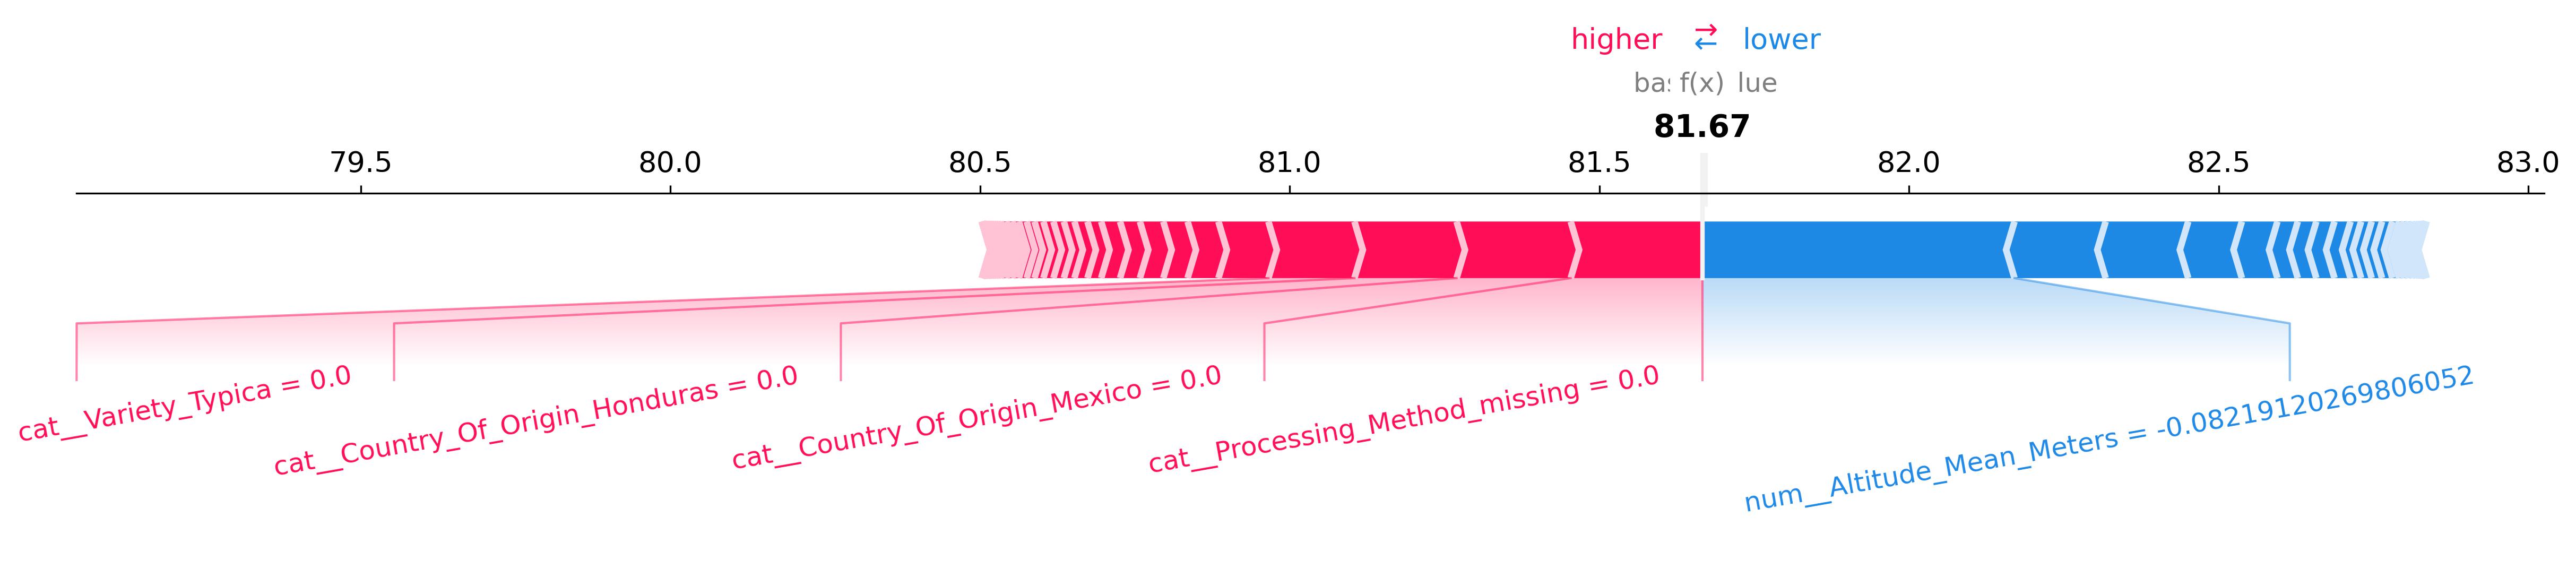 higher ⇄ lower
bas f(x) lue
81.67
79.5 80.0 80.5 81.0 81.5 82.0 82.5 83.0
cat__Variety_Typica = 0.0
cat__Country_Of_Origin_Honduras = 0.0
cat__Country_Of_Origin_Mexico = 0.0
cat__Processing_Method_missing = 0.0
num__Altitude_Mean_Meters = -0.08219120269806052